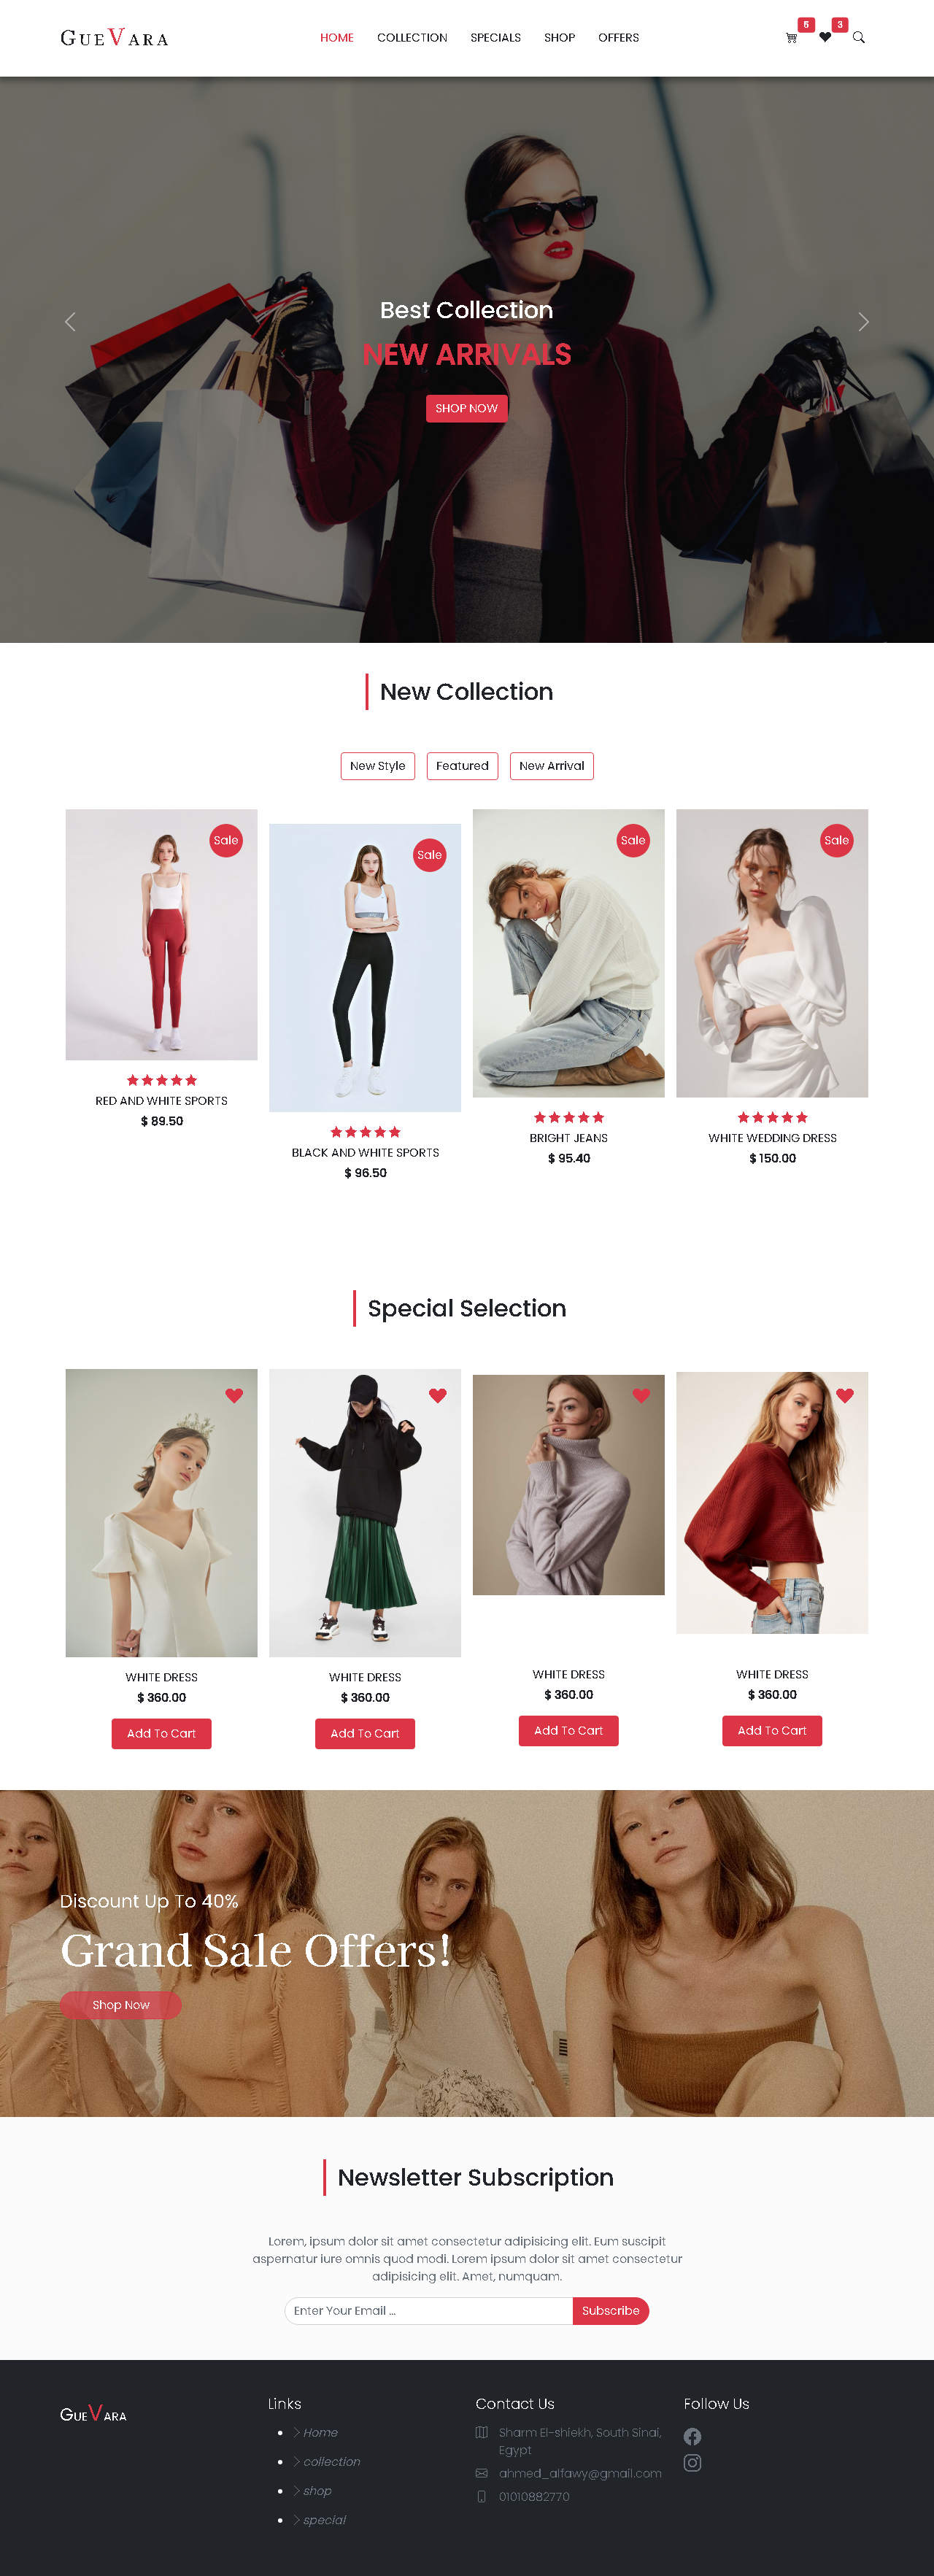 GUEVARA
HOME COLLECTION SPECIALS SHOP OFFERS
5 3
Best Collection
NEW ARRIVALS
SHOP NOW
New Collection
New Style Featured New Arrival
Sale Sale Sale Sale
RED AND WHITE SPORTS
$ 89.50
BLACK AND WHITE SPORTS
$ 96.50
BRIGHT JEANS
$ 95.40
WHITE WEDDING DRESS
$ 150.00
Special Selection
WHITE DRESS
$ 360.00
Add To Cart
WHITE DRESS
$ 360.00
Add To Cart
WHITE DRESS
$ 360.00
Add To Cart
WHITE DRESS
$ 360.00
Add To Cart
Discount Up To 40%
Grand Sale Offers!
Shop Now
Newsletter Subscription
Lorem, ipsum dolor sit amet consectetur adipisicing elit. Eum suscipit
aspernatur iure omnis quod modi. Lorem ipsum dolor sit amet consectetur
adipisicing elit. Amet, numquam.
Enter Your Email ... Subscribe
GUEVARA
Links
Home
collection
shop
special
Contact Us
Sharm El-shiekh, South Sinai,
Egypt
ahmed_alfawy@gmail.com
01010882770
Follow Us